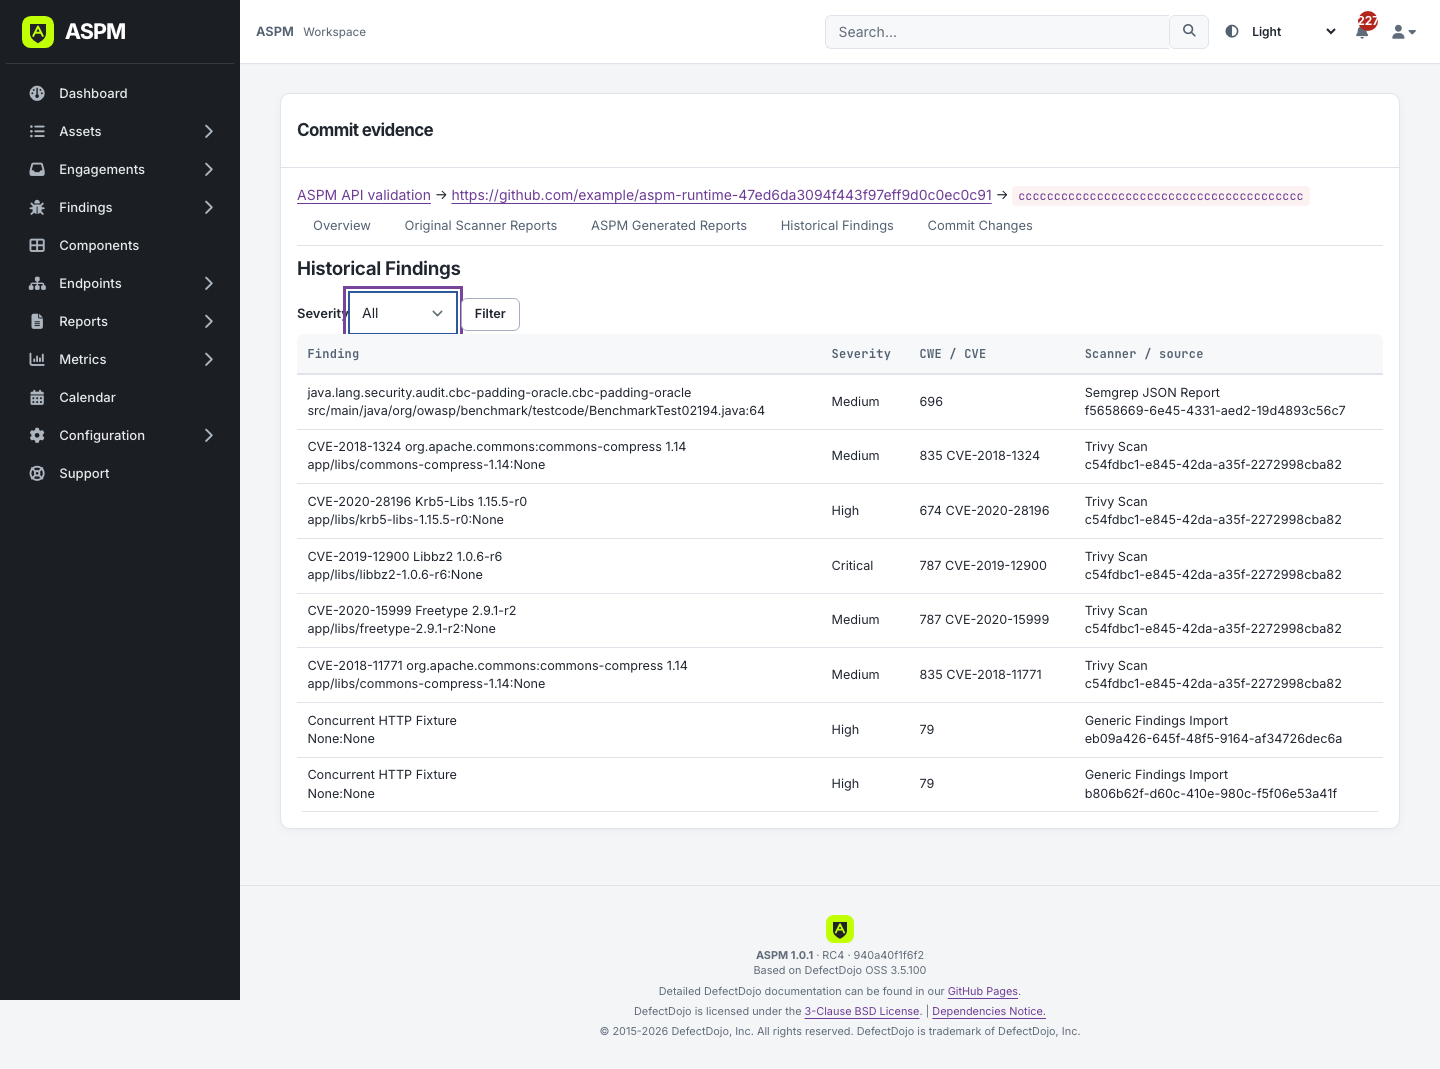 ASPM
ASPM Workspace
Search...
Light
227
Dashboard
Assets
Engagements
Findings
Components
Endpoints
Reports
Metrics
Calendar
Configuration
Support
Commit evidence
ASPM API validation → https://github.com/example/aspm-runtime-47ed6da3094f443f97eff9d0c0ec0c91 → cccccccccccccccccccccccccccccccccccccccc
Overview Original Scanner Reports ASPM Generated Reports Historical Findings Commit Changes
Historical Findings
Severity All Filter
Finding Severity CWE / CVE Scanner / source
java.lang.security.audit.cbc-padding-oracle.cbc-padding-oracle
src/main/java/org/owasp/benchmark/testcode/BenchmarkTest02194.java:64
Medium
696
Semgrep JSON Report
f5658669-6e45-4331-aed2-19d4893c56c7
CVE-2018-1324 org.apache.commons:commons-compress 1.14
app/libs/commons-compress-1.14:None
Medium
835 CVE-2018-1324
Trivy Scan
c54fdbc1-e845-42da-a35f-2272998cba82
CVE-2020-28196 Krb5-Libs 1.15.5-r0
app/libs/krb5-libs-1.15.5-r0:None
High
674 CVE-2020-28196
Trivy Scan
c54fdbc1-e845-42da-a35f-2272998cba82
CVE-2019-12900 Libbz2 1.0.6-r6
app/libs/libbz2-1.0.6-r6:None
Critical
787 CVE-2019-12900
Trivy Scan
c54fdbc1-e845-42da-a35f-2272998cba82
CVE-2020-15999 Freetype 2.9.1-r2
app/libs/freetype-2.9.1-r2:None
Medium
787 CVE-2020-15999
Trivy Scan
c54fdbc1-e845-42da-a35f-2272998cba82
CVE-2018-11771 org.apache.commons:commons-compress 1.14
app/libs/commons-compress-1.14:None
Medium
835 CVE-2018-11771
Trivy Scan
c54fdbc1-e845-42da-a35f-2272998cba82
Concurrent HTTP Fixture
None:None
High
79
Generic Findings Import
eb09a426-645f-48f5-9164-af34726dec6a
Concurrent HTTP Fixture
None:None
High
79
Generic Findings Import
b806b62f-d60c-410e-980c-f5f06e53a41f
ASPM 1.0.1 · RC4 · 940a40f1f6f2
Based on DefectDojo OSS 3.5.100
Detailed DefectDojo documentation can be found in our GitHub Pages.
DefectDojo is licensed under the 3-Clause BSD License. | Dependencies Notice.
© 2015-2026 DefectDojo, Inc. All rights reserved. DefectDojo is trademark of DefectDojo, Inc.